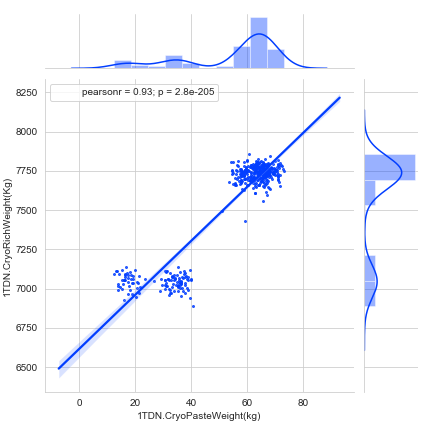 pearsonr = 0.93; p = 2.8e-205
8250
8000
7750
7500
7250
7000
6750
6500
1TDN.CryoRichWeight(Kg)
0 20 40 60 80
1TDN.CryoPasteWeight(kg)